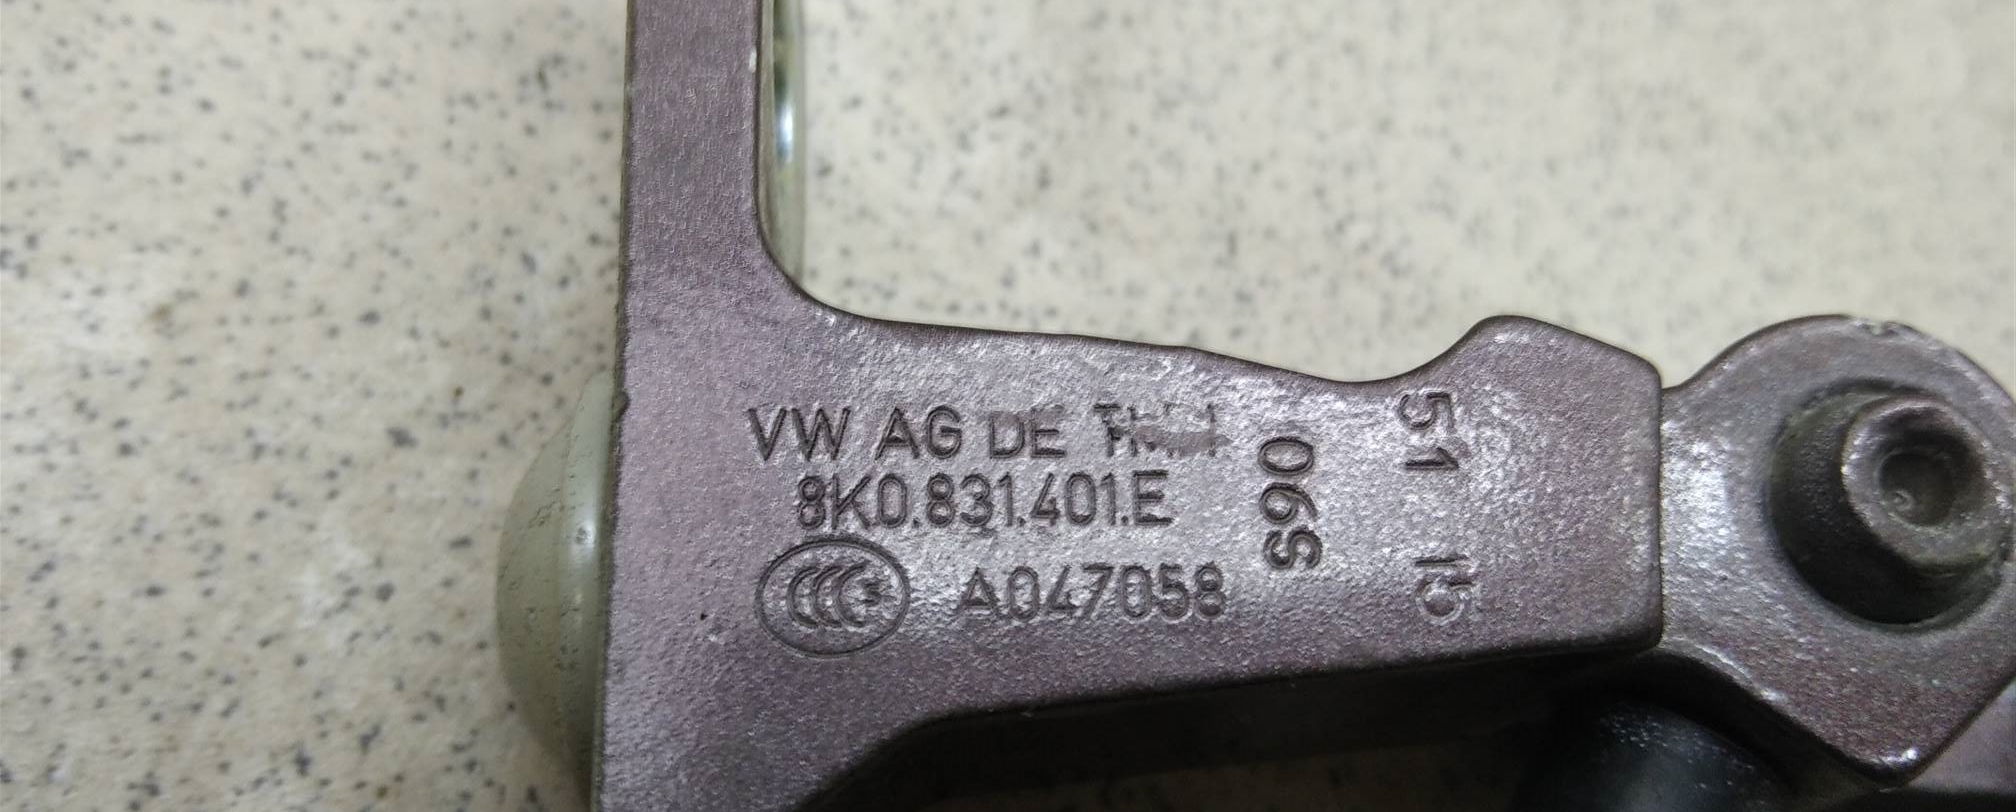 VW AG DE
8K0.831.401.E
CCC A047058
06S
51
15